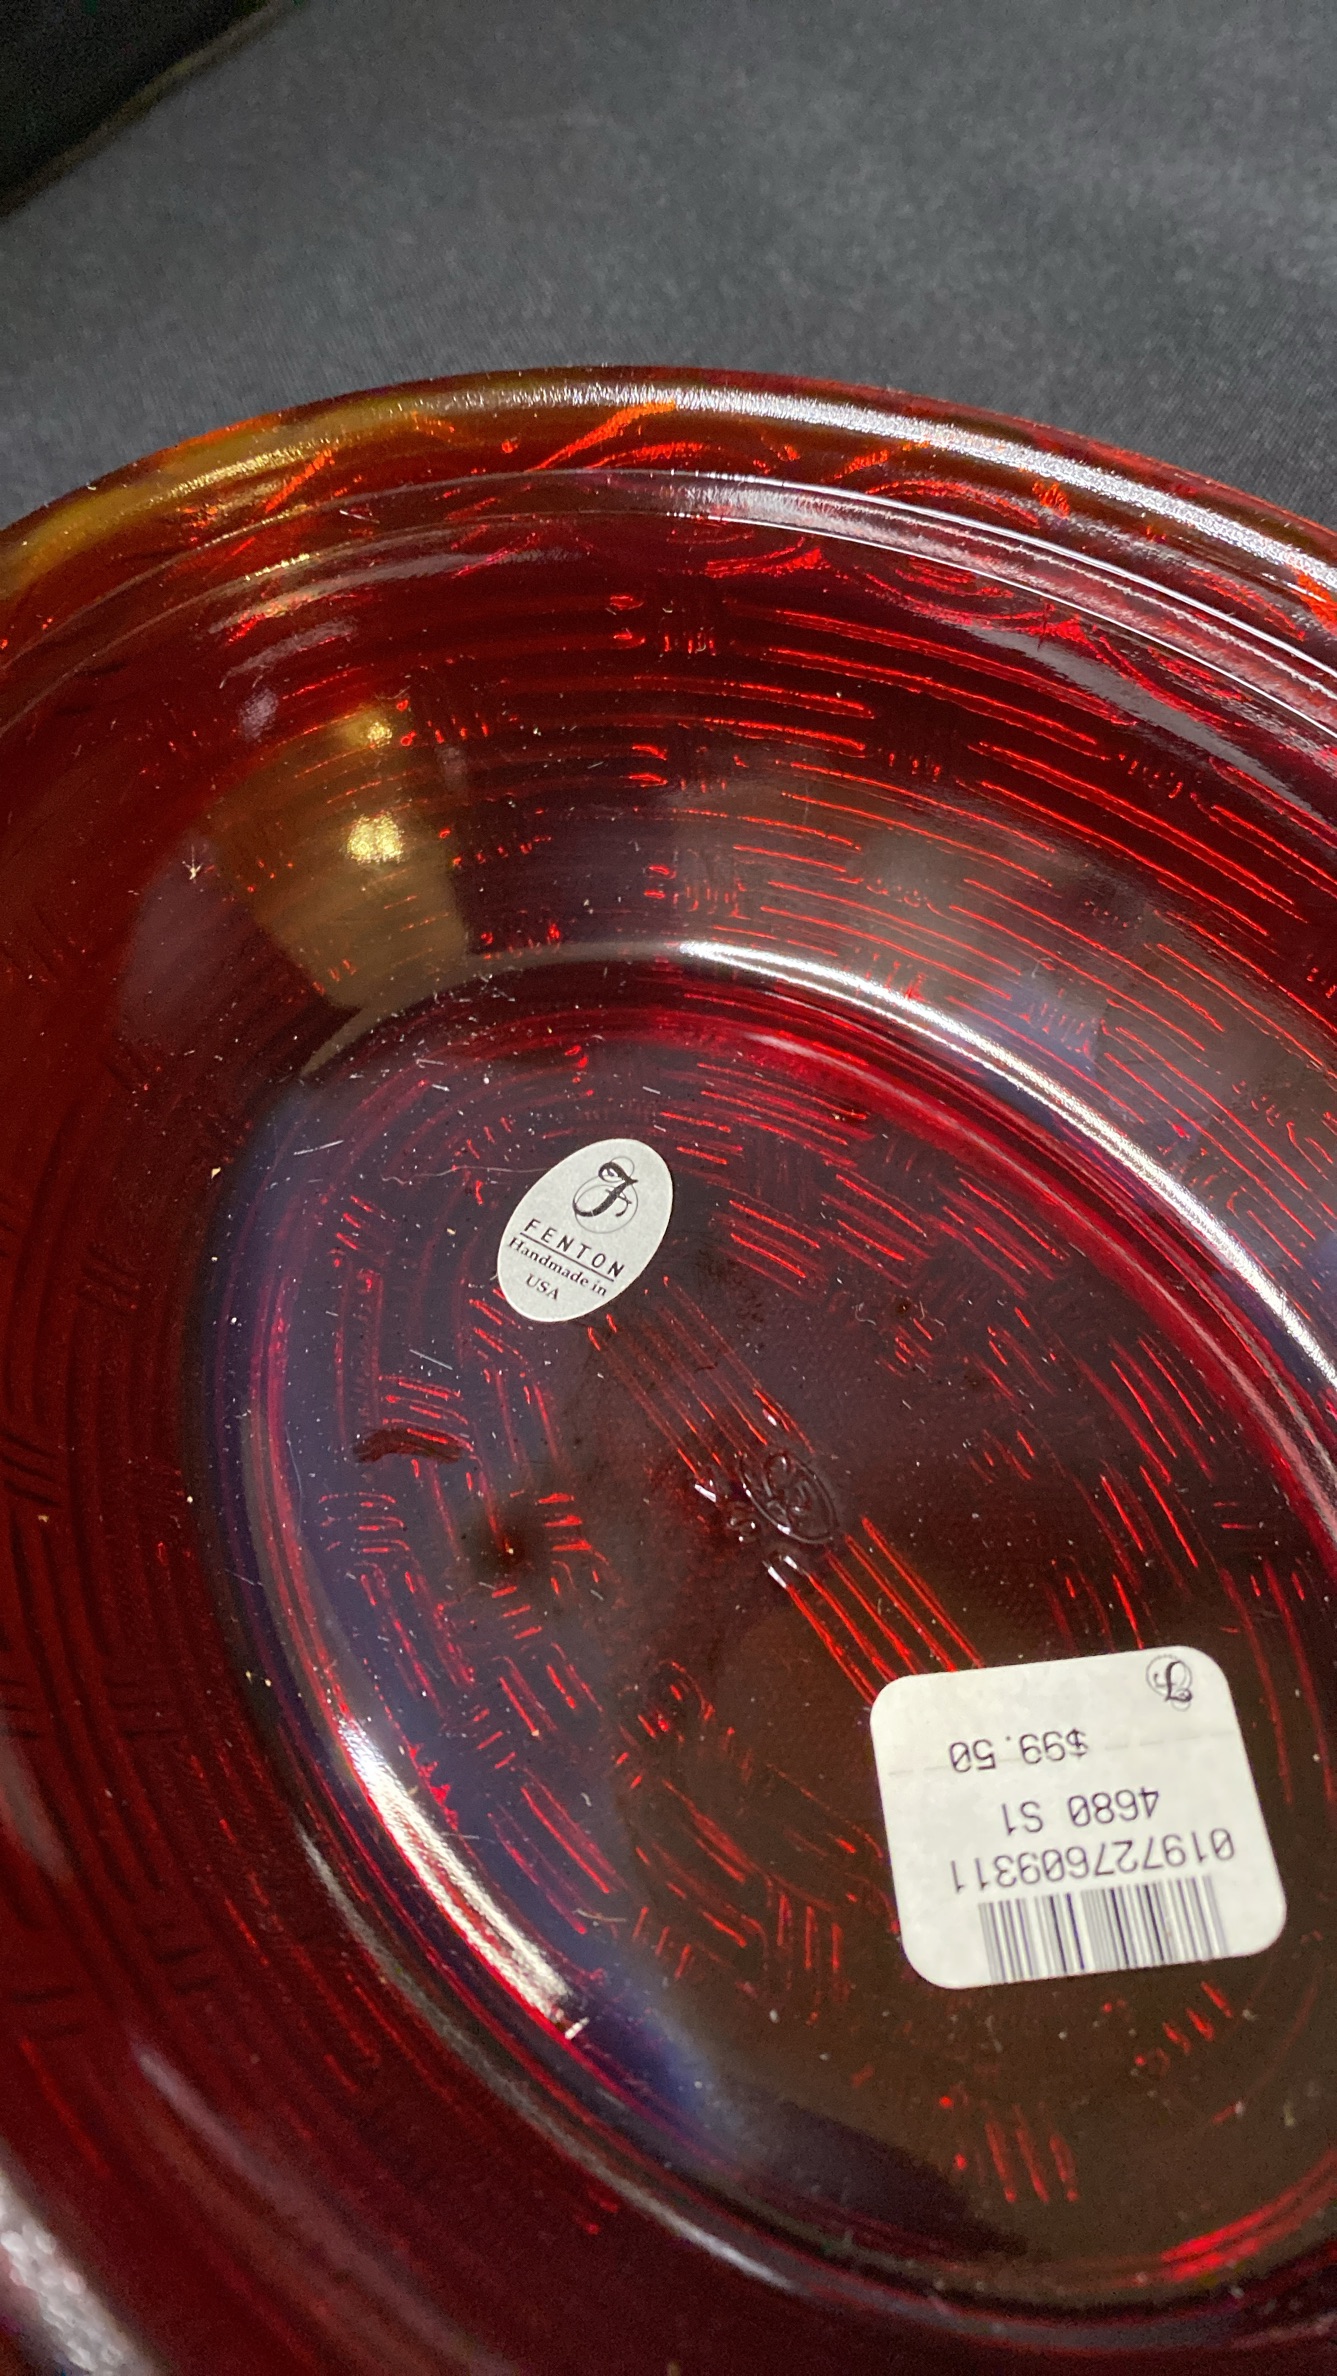 F
FENTON
Handmade in
USA
F
$99.50
4680 S1
019727609311